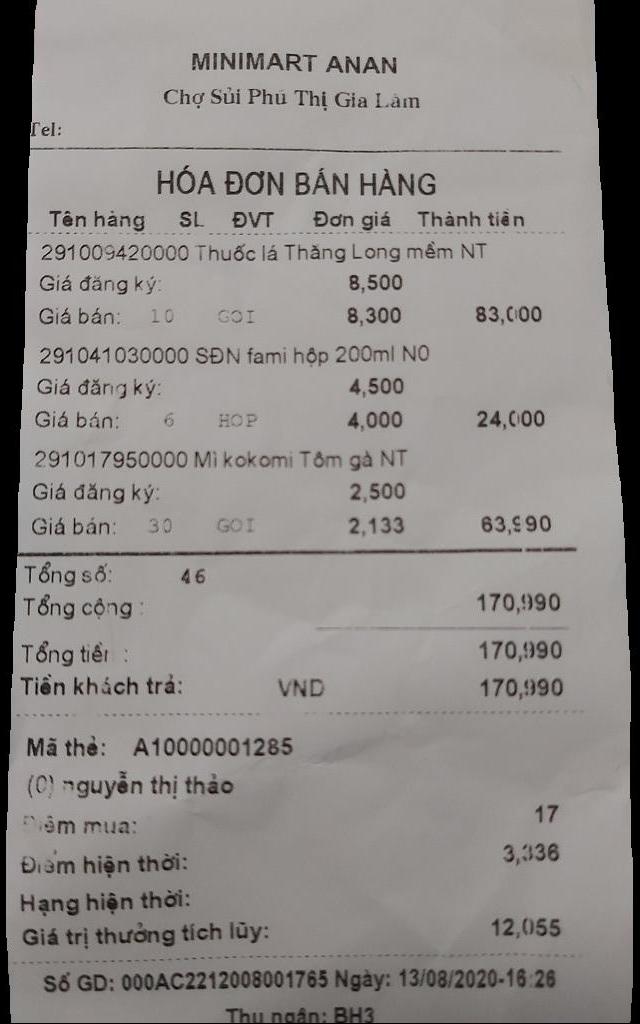 MINIMART ANAN
Chợ Sủi Phú Thị Gia Lâm
Tel:
HÓA ĐƠN BÁN HÀNG
Tên hàng SL ĐVT Đơn giá Thành tiền
291009420000 Thuốc lá Thăng Long mềm NT
Giá đăng ký: 8,500
Giá bán: 10 GOI 8,300 83,000
291041030000 SĐN fami hộp 200ml N0
Giá đăng ký: 4,500
Giá bán: 6 HOP 4,000 24,000
291017950000 Mì kokomi Tôm gà NT
Giá đăng ký: 2,500
Giá bán: 30 GOI 2,133 63,990
Tổng số: 46
Tổng cộng : 170,990
Tổng tiền : 170,990
Tiền khách trả: VND 170,990
Mã thẻ: A10000001285
(0) nguyễn thị thảo
Điểm mua: 17
Điểm hiện thời: 3,336
Hạng hiện thời:
Giá trị thưởng tích lũy: 12,055
Số GD: 000AC2212008001765 Ngày: 13/08/2020-16:26
Thu ngân: BH3